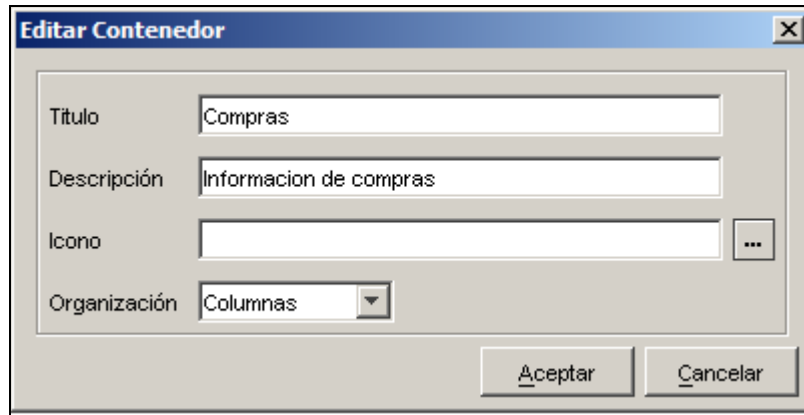 Editar Contenedor
Titulo Compras
Descripción Informacion de compras
Icono ...
Organización Columnas
Aceptar Cancelar